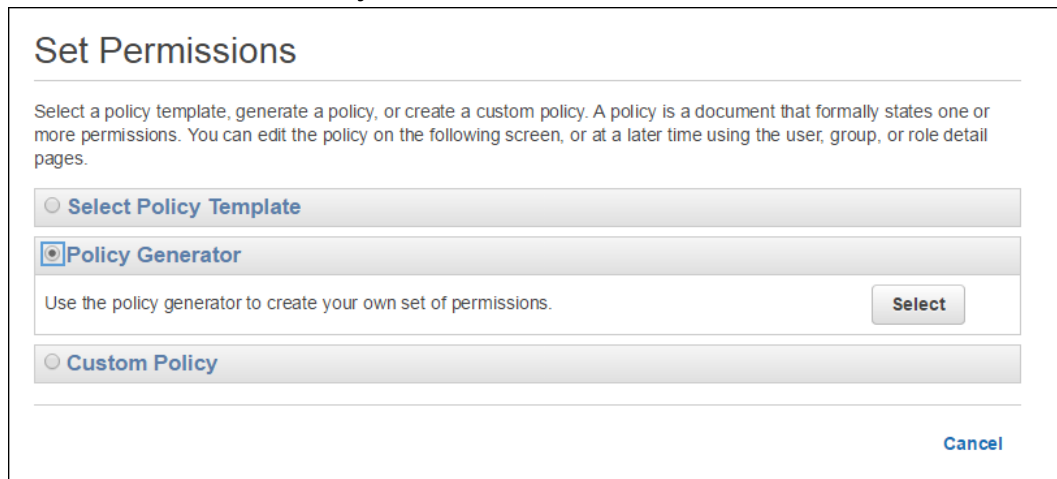 Set Permissions
Select a policy template, generate a policy, or create a custom policy. A policy is a document that formally states one or
more permissions. You can edit the policy on the following screen, or at a later time using the user, group, or role detail
pages.
Select Policy Template
Policy Generator
Use the policy generator to create your own set of permissions.
Select
Custom Policy
Cancel